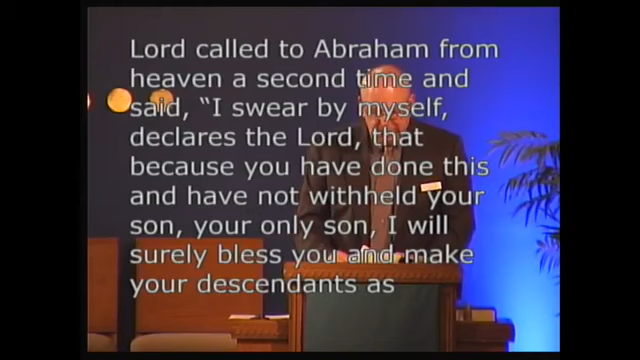 Lord called to Abraham from
heaven a second time and
said, “I swear by myself,
declares the Lord, that
because you have done this
and have not withheld your
son, your only son, I will
surely bless you and make
your descendants as